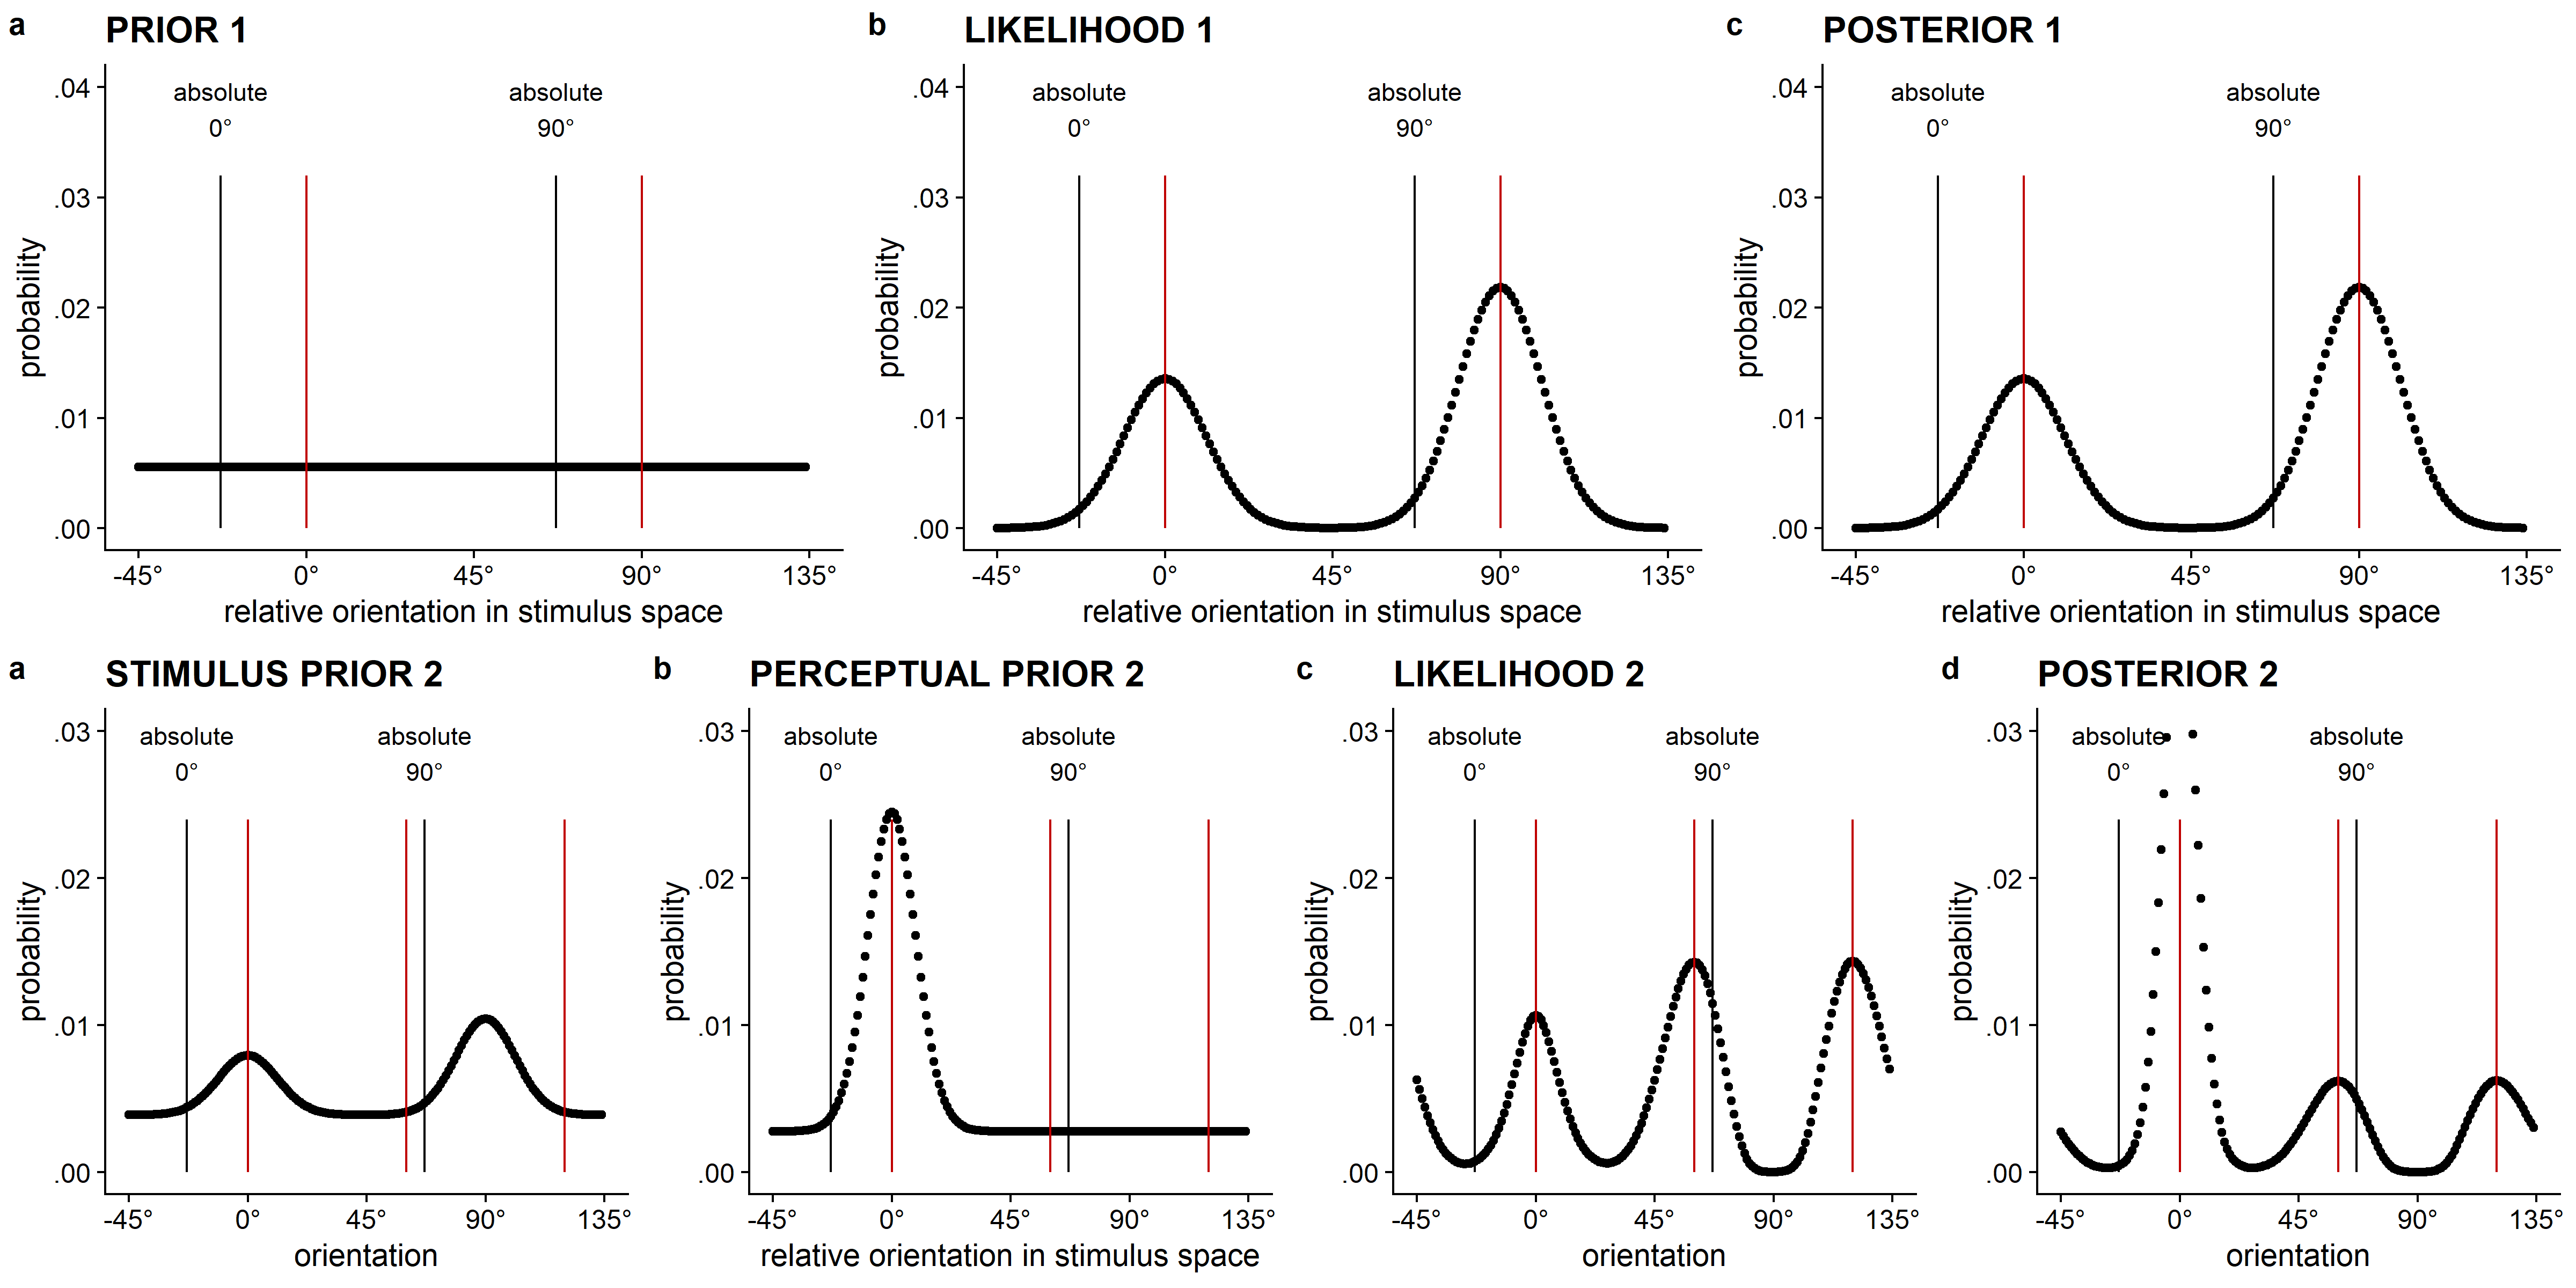 a PRIOR 1
.04
.03
.02
.01
.00
probability
absolute
0°
absolute
90°
-45° 0° 45° 90° 135°
relative orientation in stimulus space
b LIKELIHOOD 1
.04
.03
.02
.01
.00
probability
absolute
0°
absolute
90°
-45° 0° 45° 90° 135°
relative orientation in stimulus space
c POSTERIOR 1
.04
.03
.02
.01
.00
probability
absolute
0°
absolute
90°
-45° 0° 45° 90° 135°
relative orientation in stimulus space
a STIMULUS PRIOR 2
.03
.02
.01
.00
probability
absolute
0°
absolute
90°
-45° 0° 45° 90° 135°
orientation
b PERCEPTUAL PRIOR 2
.03
.02
.01
.00
probability
absolute
0°
absolute
90°
-45° 0° 45° 90° 135°
relative orientation in stimulus space
c LIKELIHOOD 2
.03
.02
.01
.00
probability
absolute
0°
absolute
90°
-45° 0° 45° 90° 135°
orientation
d POSTERIOR 2
.03
.02
.01
.00
probability
absolute
0°
absolute
90°
-45° 0° 45° 90° 135°
orientation